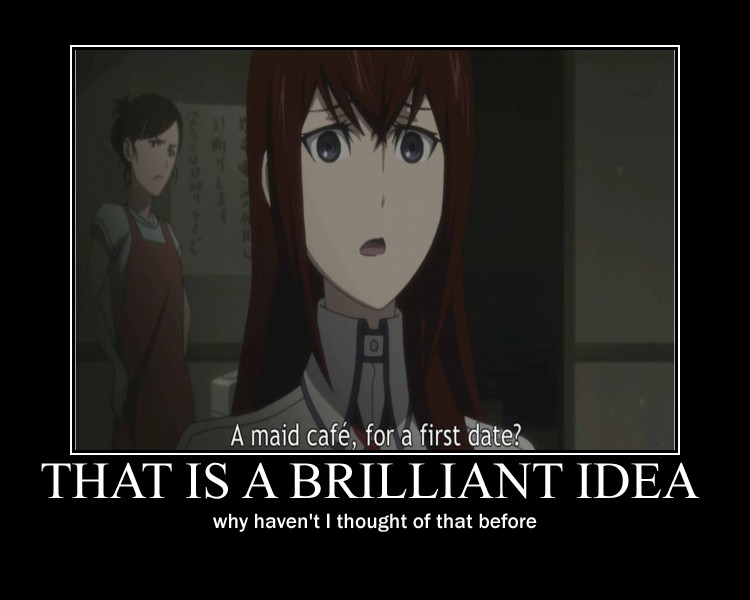 A maid café, for a first date?
THAT IS A BRILLIANT IDEA
why haven't I thought of that before